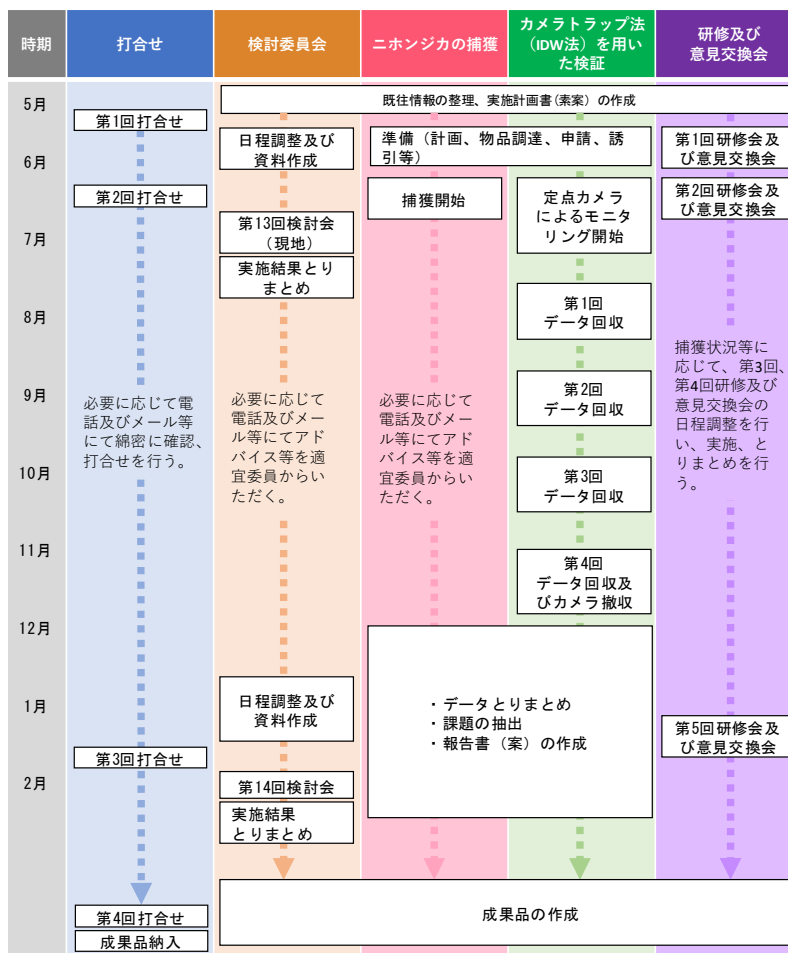 時期
打合せ
検討委員会
ニホンジカの捕獲
カメラトラップ法
（IDW法）を用い
た検証
研修及び
意見交換会
5月
既往情報の整理、実施計画書(素案）の作成
第1回打合せ
6月
日程調整及び
資料作成
準備（計画、物品調達、申請、誘
引等）
第1回研修会及
び意見交換会
第2回打合せ
捕獲開始
定点カメラ
によるモニタ
リング開始
第2回研修会及
び意見交換会
7月
第13回検討会
（現地）
実施結果とり
まとめ
8月
第1回
データ回収
捕獲状況等に
応じて、第3回、
第4回研修及び
意見交換会の
日程調整を行
い、実施、と
りまとめを行
う。
9月
必要に応じて電
話及びメール等
にて綿密に確認、
打合せを行う。
必要に応じて
電話及びメー
ル等にてアド
バイス等を適
宜委員からい
ただく。
必要に応じて
電話及びメー
ル等にてアド
バイス等を適
宜委員からい
ただく。
第2回
データ回収
10月
第3回
データ回収
11月
第4回
データ回収及
びカメラ撤収
12月
・データとりまとめ
・課題の抽出
・報告書（案）の作成
1月
日程調整及び
資料作成
第5回研修会及
び意見交換会
第3回打合せ
2月
第14回検討会
実施結果
とりまとめ
成果品の作成
第4回打合せ
成果品納入